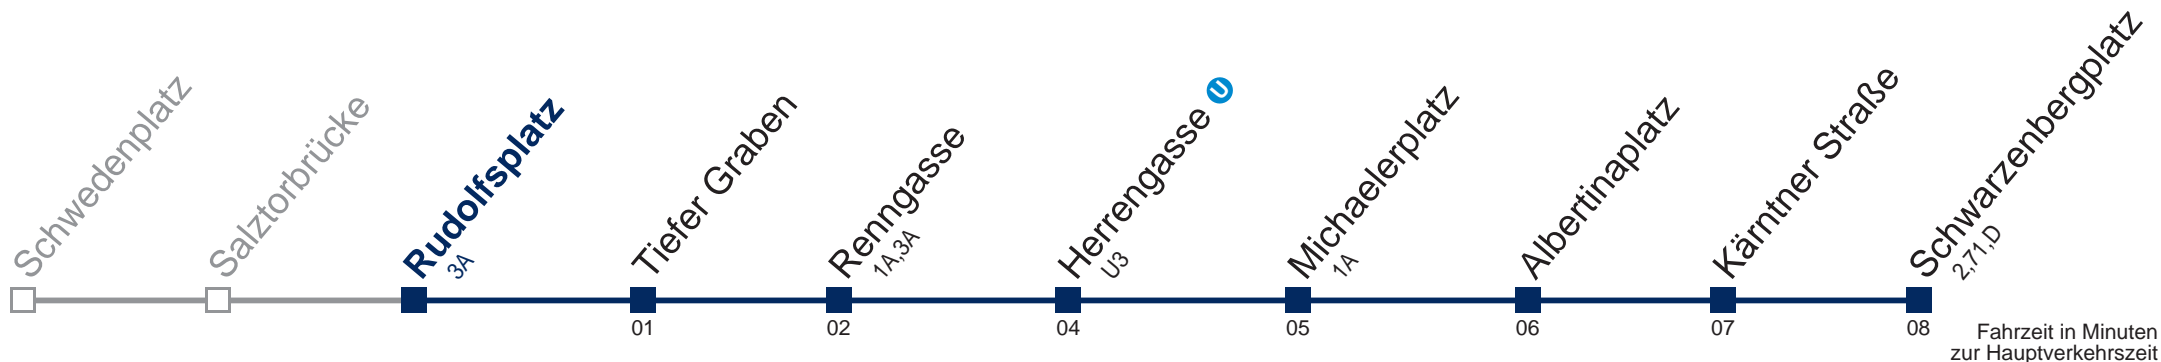 Schwedenplatz
Salztorbrücke
Rudolfsplatz
3A
Tiefer Graben
Renngasse
1A,3A
Herrengasse U
U3
Michaelerplatz
1A
Albertinaplatz
Kärntner Straße
Schwarzenbergplatz
2,71,D
01
02
04
05
06
07
08
Fahrzeit in Minuten
zur Hauptverkehrszeit